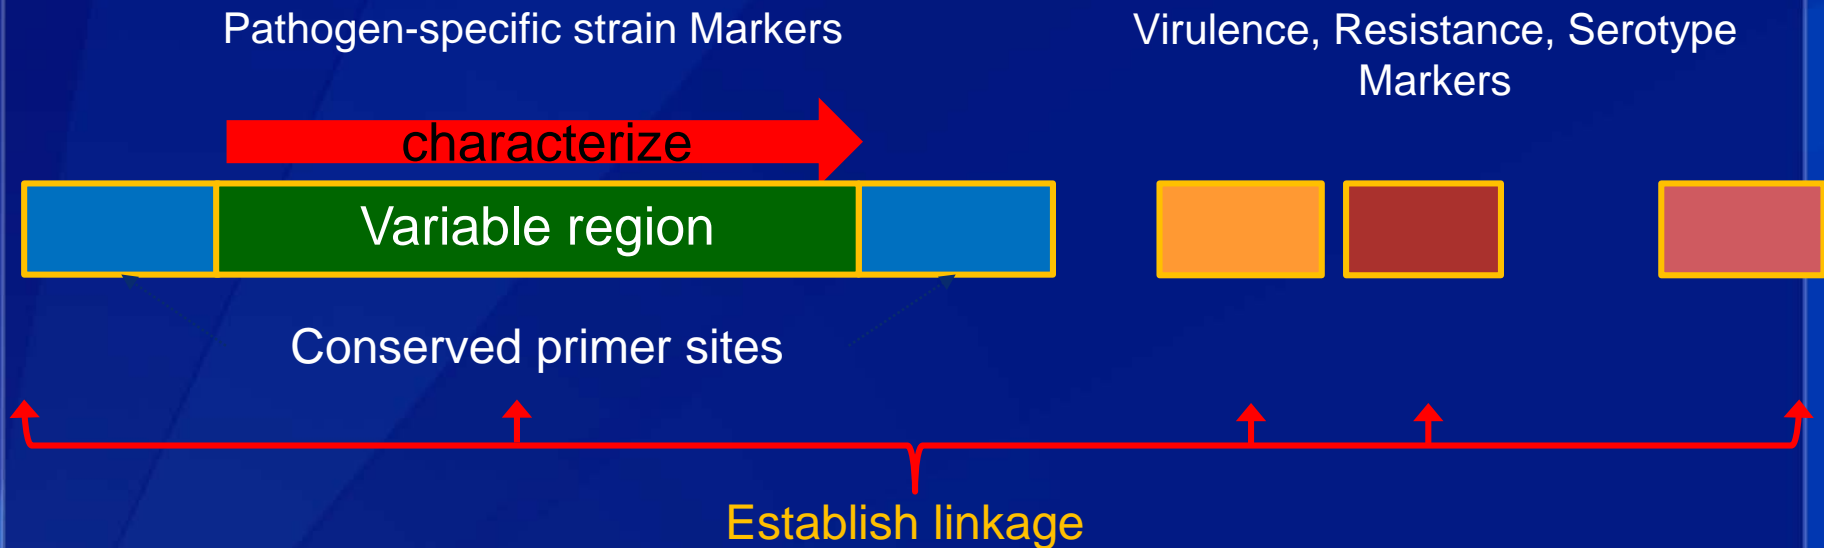 Pathogen-specific strain Markers
Virulence, Resistance, Serotype
Markers
characterize
Variable region
Conserved primer sites
Establish linkage